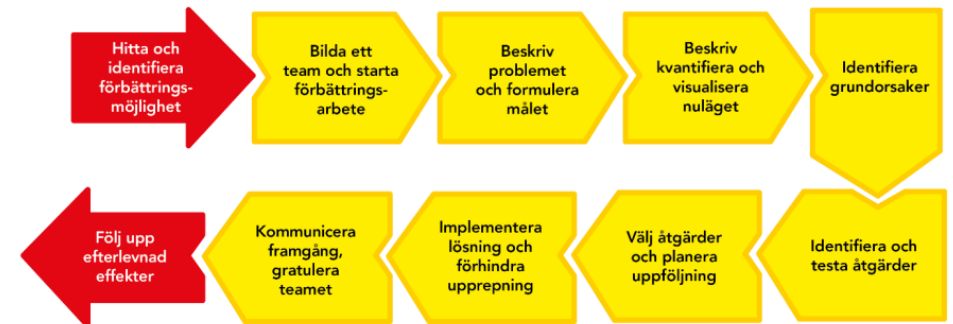 Hitta och
identifiera
förbättrings-
möjlighet
Bilda ett
team och starta
förbättrings-
arbete
Beskriv
problemet
och formulera
målet
Beskriv
kvantifiera och
visualisera
nuläget
Identifiera
grundorsaker
Identifiera och
testa åtgärder
Välj åtgärder
och planera
uppföljning
Implementera
lösning och
förhindra
upprepning
Kommunicera
framgång,
gratulera
teamet
Följ upp
efterlevnad
effekter